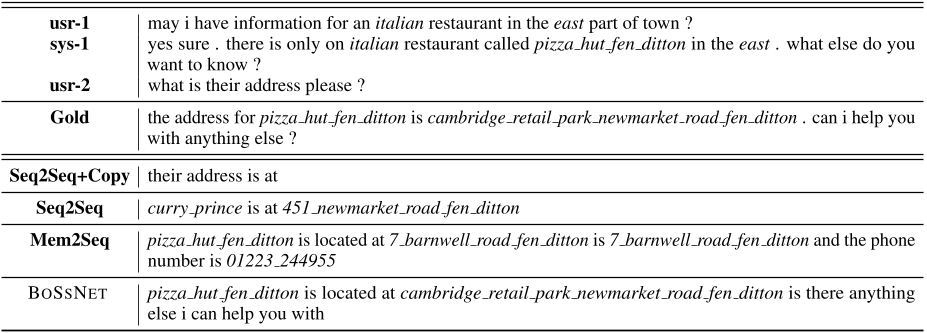 usr-1 may i have information for an italian restaurant in the east part of town ?
sys-1 yes sure . there is only on italian restaurant called pizza_hut_fen_ditton in the east . what else do you
want to know ?
usr-2 what is their address please ?
Gold the address for pizza_hut_fen_ditton is cambridge_retail_park_newmarket_road_fen_ditton . can i help you
with anything else ?
Seq2Seq+Copy their address is at
Seq2Seq curry_prince is at 451_newmarket_road_fen_ditton
Mem2Seq pizza_hut_fen_ditton is located at 7_barnwell_road_fen_ditton is 7_barnwell_road_fen_ditton and the phone
number is 01223_244955
BOSSNET pizza_hut_fen_ditton is located at cambridge_retail_park_newmarket_road_fen_ditton is there anything
else i can help you with